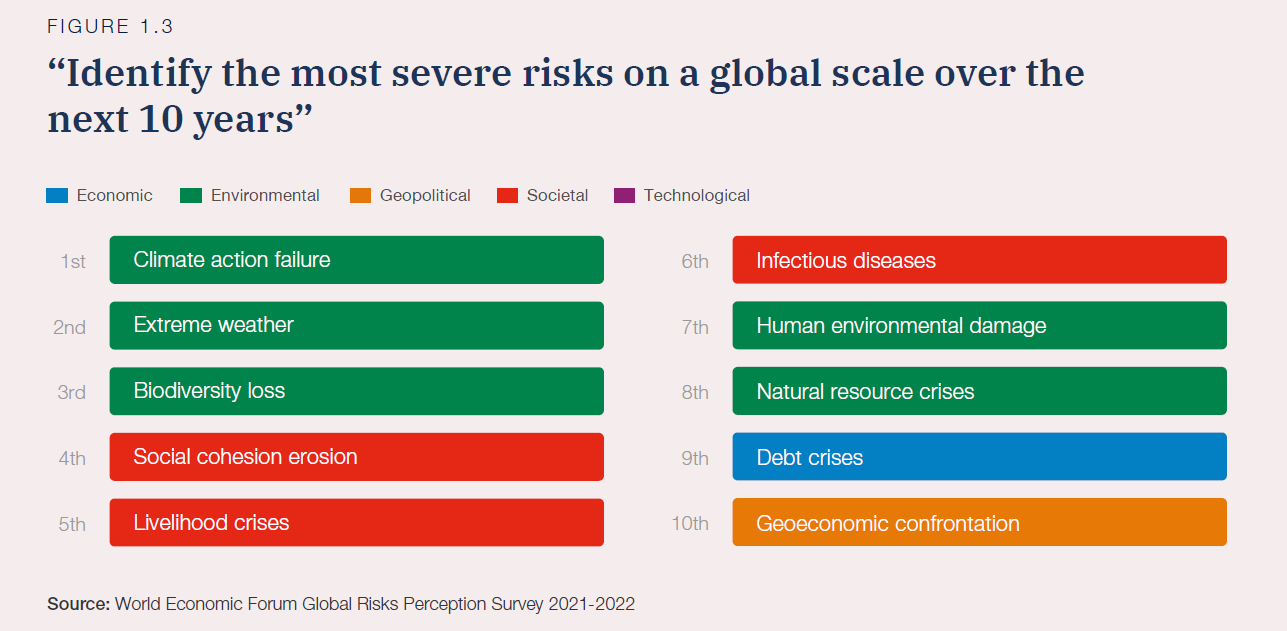 FIGURE 1.3
“Identify the most severe risks on a global scale over the
next 10 years”
Economic Environmental Geopolitical Societal Technological
1st Climate action failure
2nd Extreme weather
3rd Biodiversity loss
4th Social cohesion erosion
5th Livelihood crises
6th Infectious diseases
7th Human environmental damage
8th Natural resource crises
9th Debt crises
10th Geoeconomic confrontation
Source: World Economic Forum Global Risks Perception Survey 2021-2022